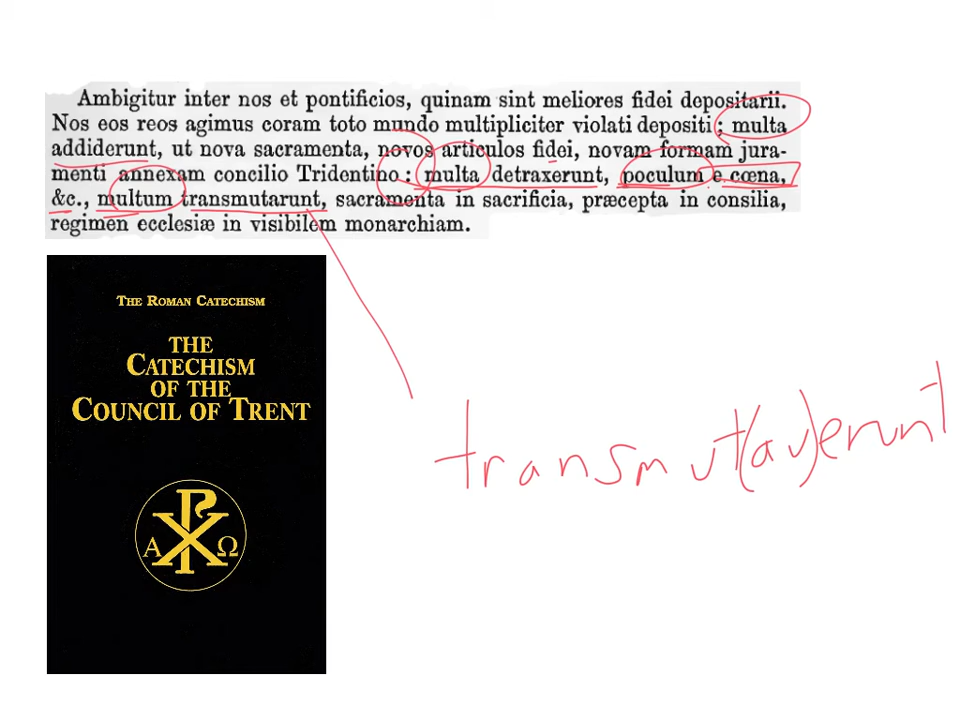 Ambigitur inter nos et pontificios, quinam sint meliores fidei depositarii.
Nos eos reos agimus coram toto mundo multipliciter violati depositi; multa
addiderunt, ut nova sacramenta, novos articulos fidei, novam formam jura-
menti annexam concilio Tridentino: multa detraxerunt, poculum e cœna,
&c., multum transmutarunt, sacramenta in sacrificia, præcepta in consilia,
regimen ecclesiæ in visibilem monarchiam.
THE ROMAN CATECHISM
THE
CATECHISM
OF THE
COUNCIL OF TRENT
Α Ω
transmut(av)erunt